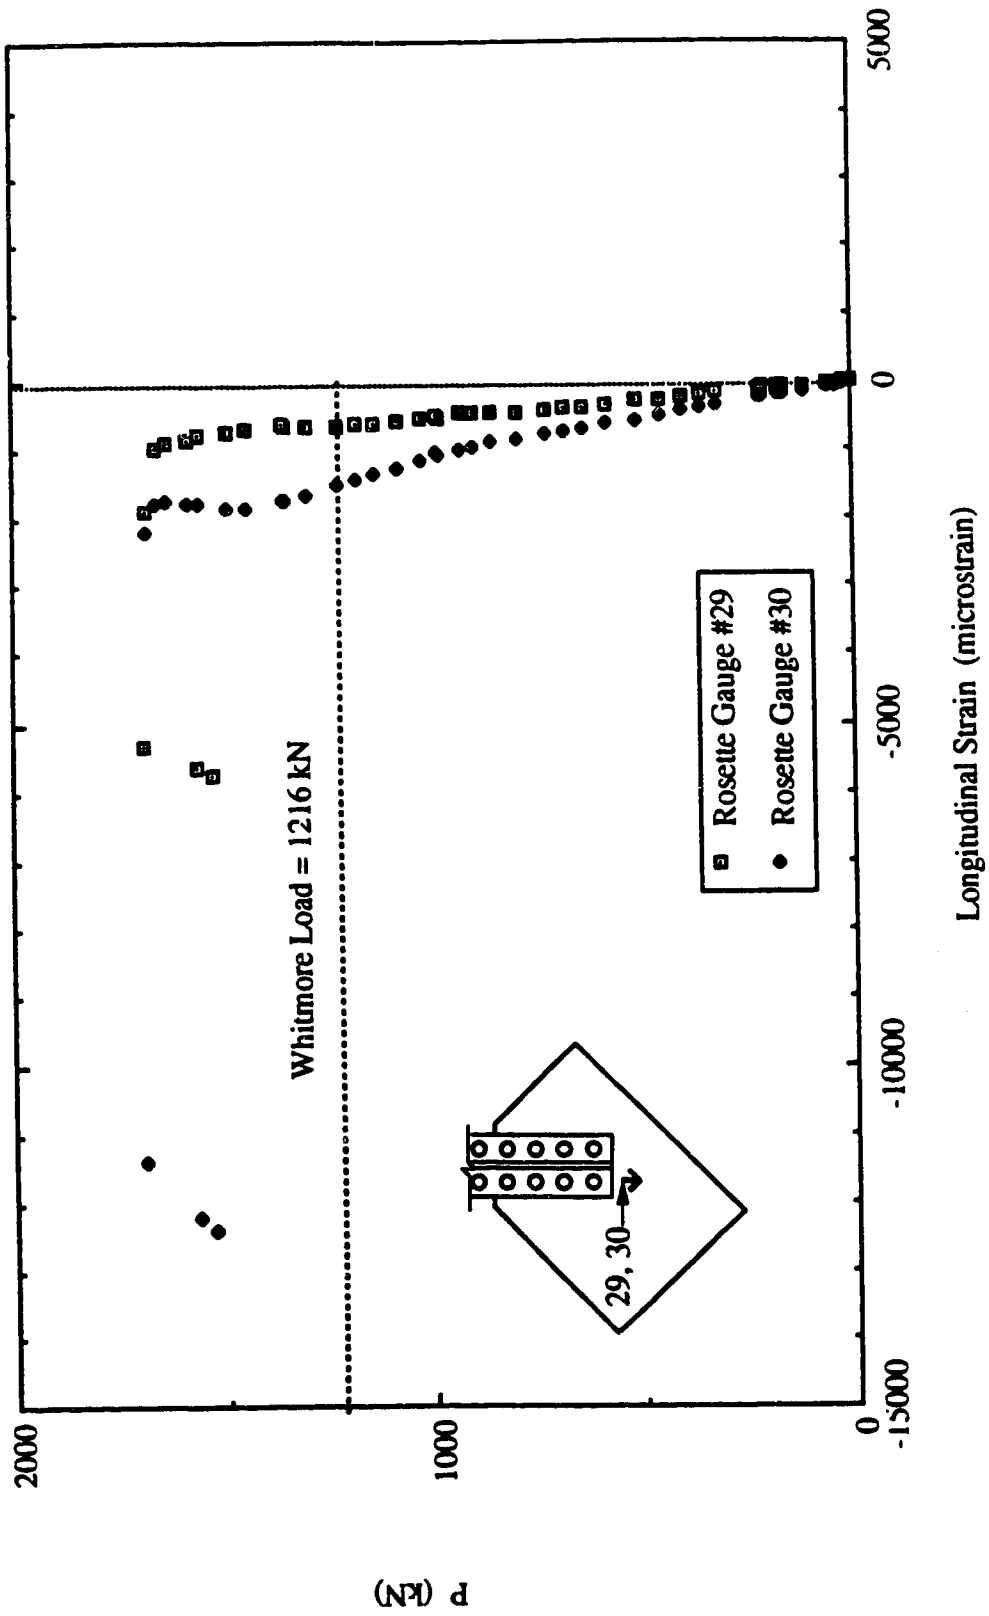 P (kN)
2000
1000
0
Whitmore Load = 1216 kN
29, 30
Rosette Gauge #29
Rosette Gauge #30
-15000
-10000
-5000
0
5000
Longitudinal Strain (microstrain)